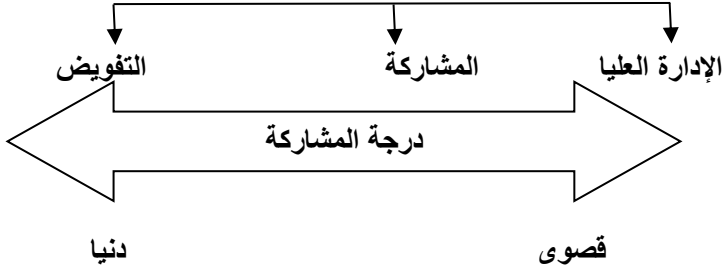 الإدارة العليا المشاركة التفويض
درجة المشاركة
قصوى دنيا